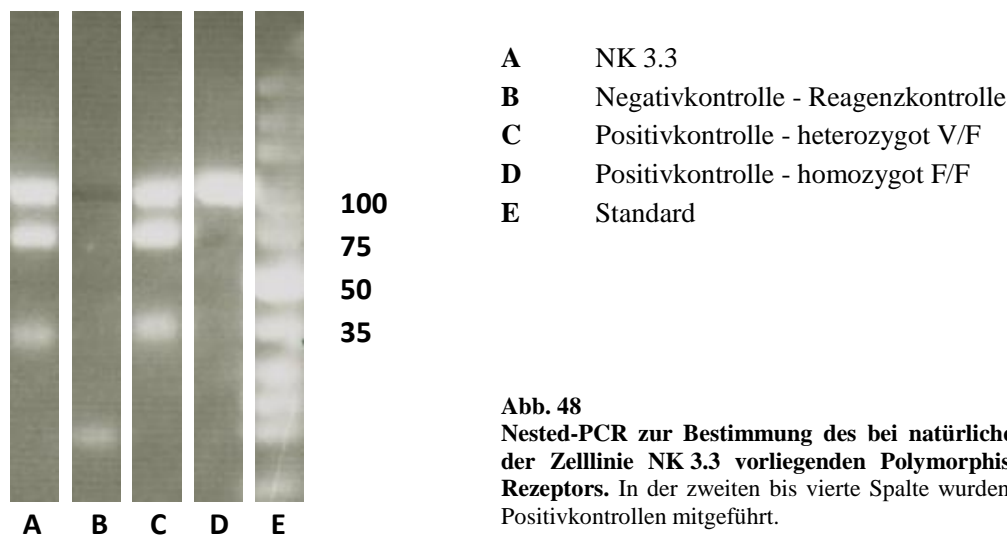 A NK 3.3
B Negativkontrolle - Reagenzkontrolle
C Positivkontrolle - heterozygot V/F
D Positivkontrolle - homozygot F/F
E Standard
100
75
50
35
A B C D E
Abb. 48
Nested-PCR zur Bestimmung des bei natürliche
der Zelllinie NK 3.3 vorliegenden Polymorphis
Rezeptors. In der zweiten bis vierte Spalte wurden
Positivkontrollen mitgeführt.